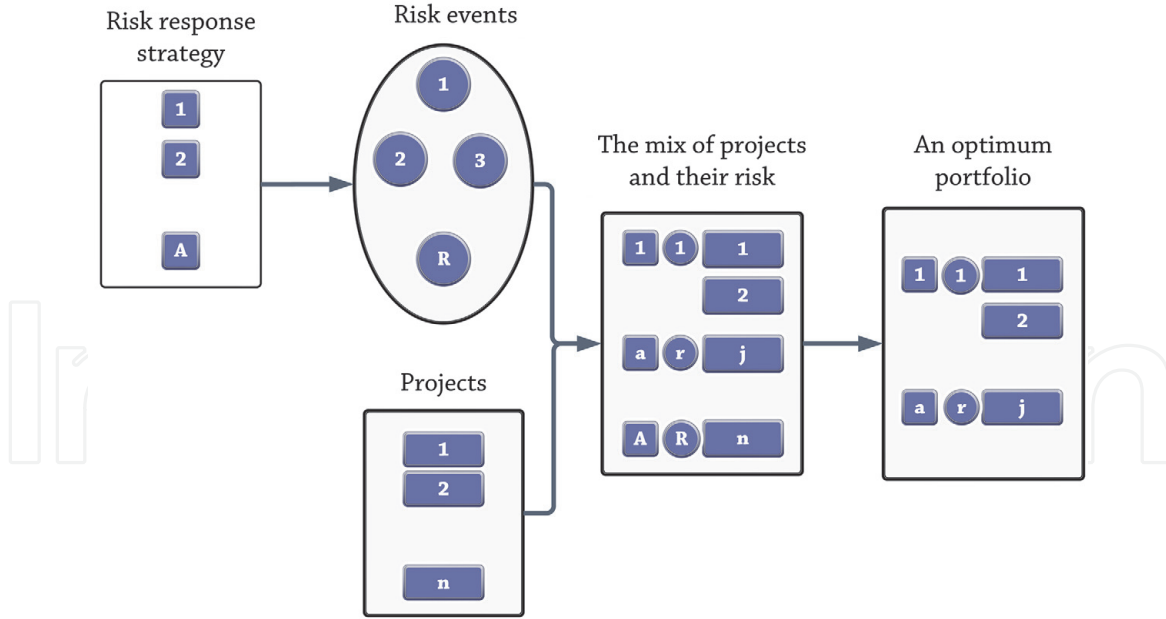 Risk response
strategy
1
2
A
Risk events
1
2 3
R
Projects
1
2
n
The mix of projects
and their risk
1 1 1
2
a r j
A R n
An optimum
portfolio
1 1 1
2
a r j